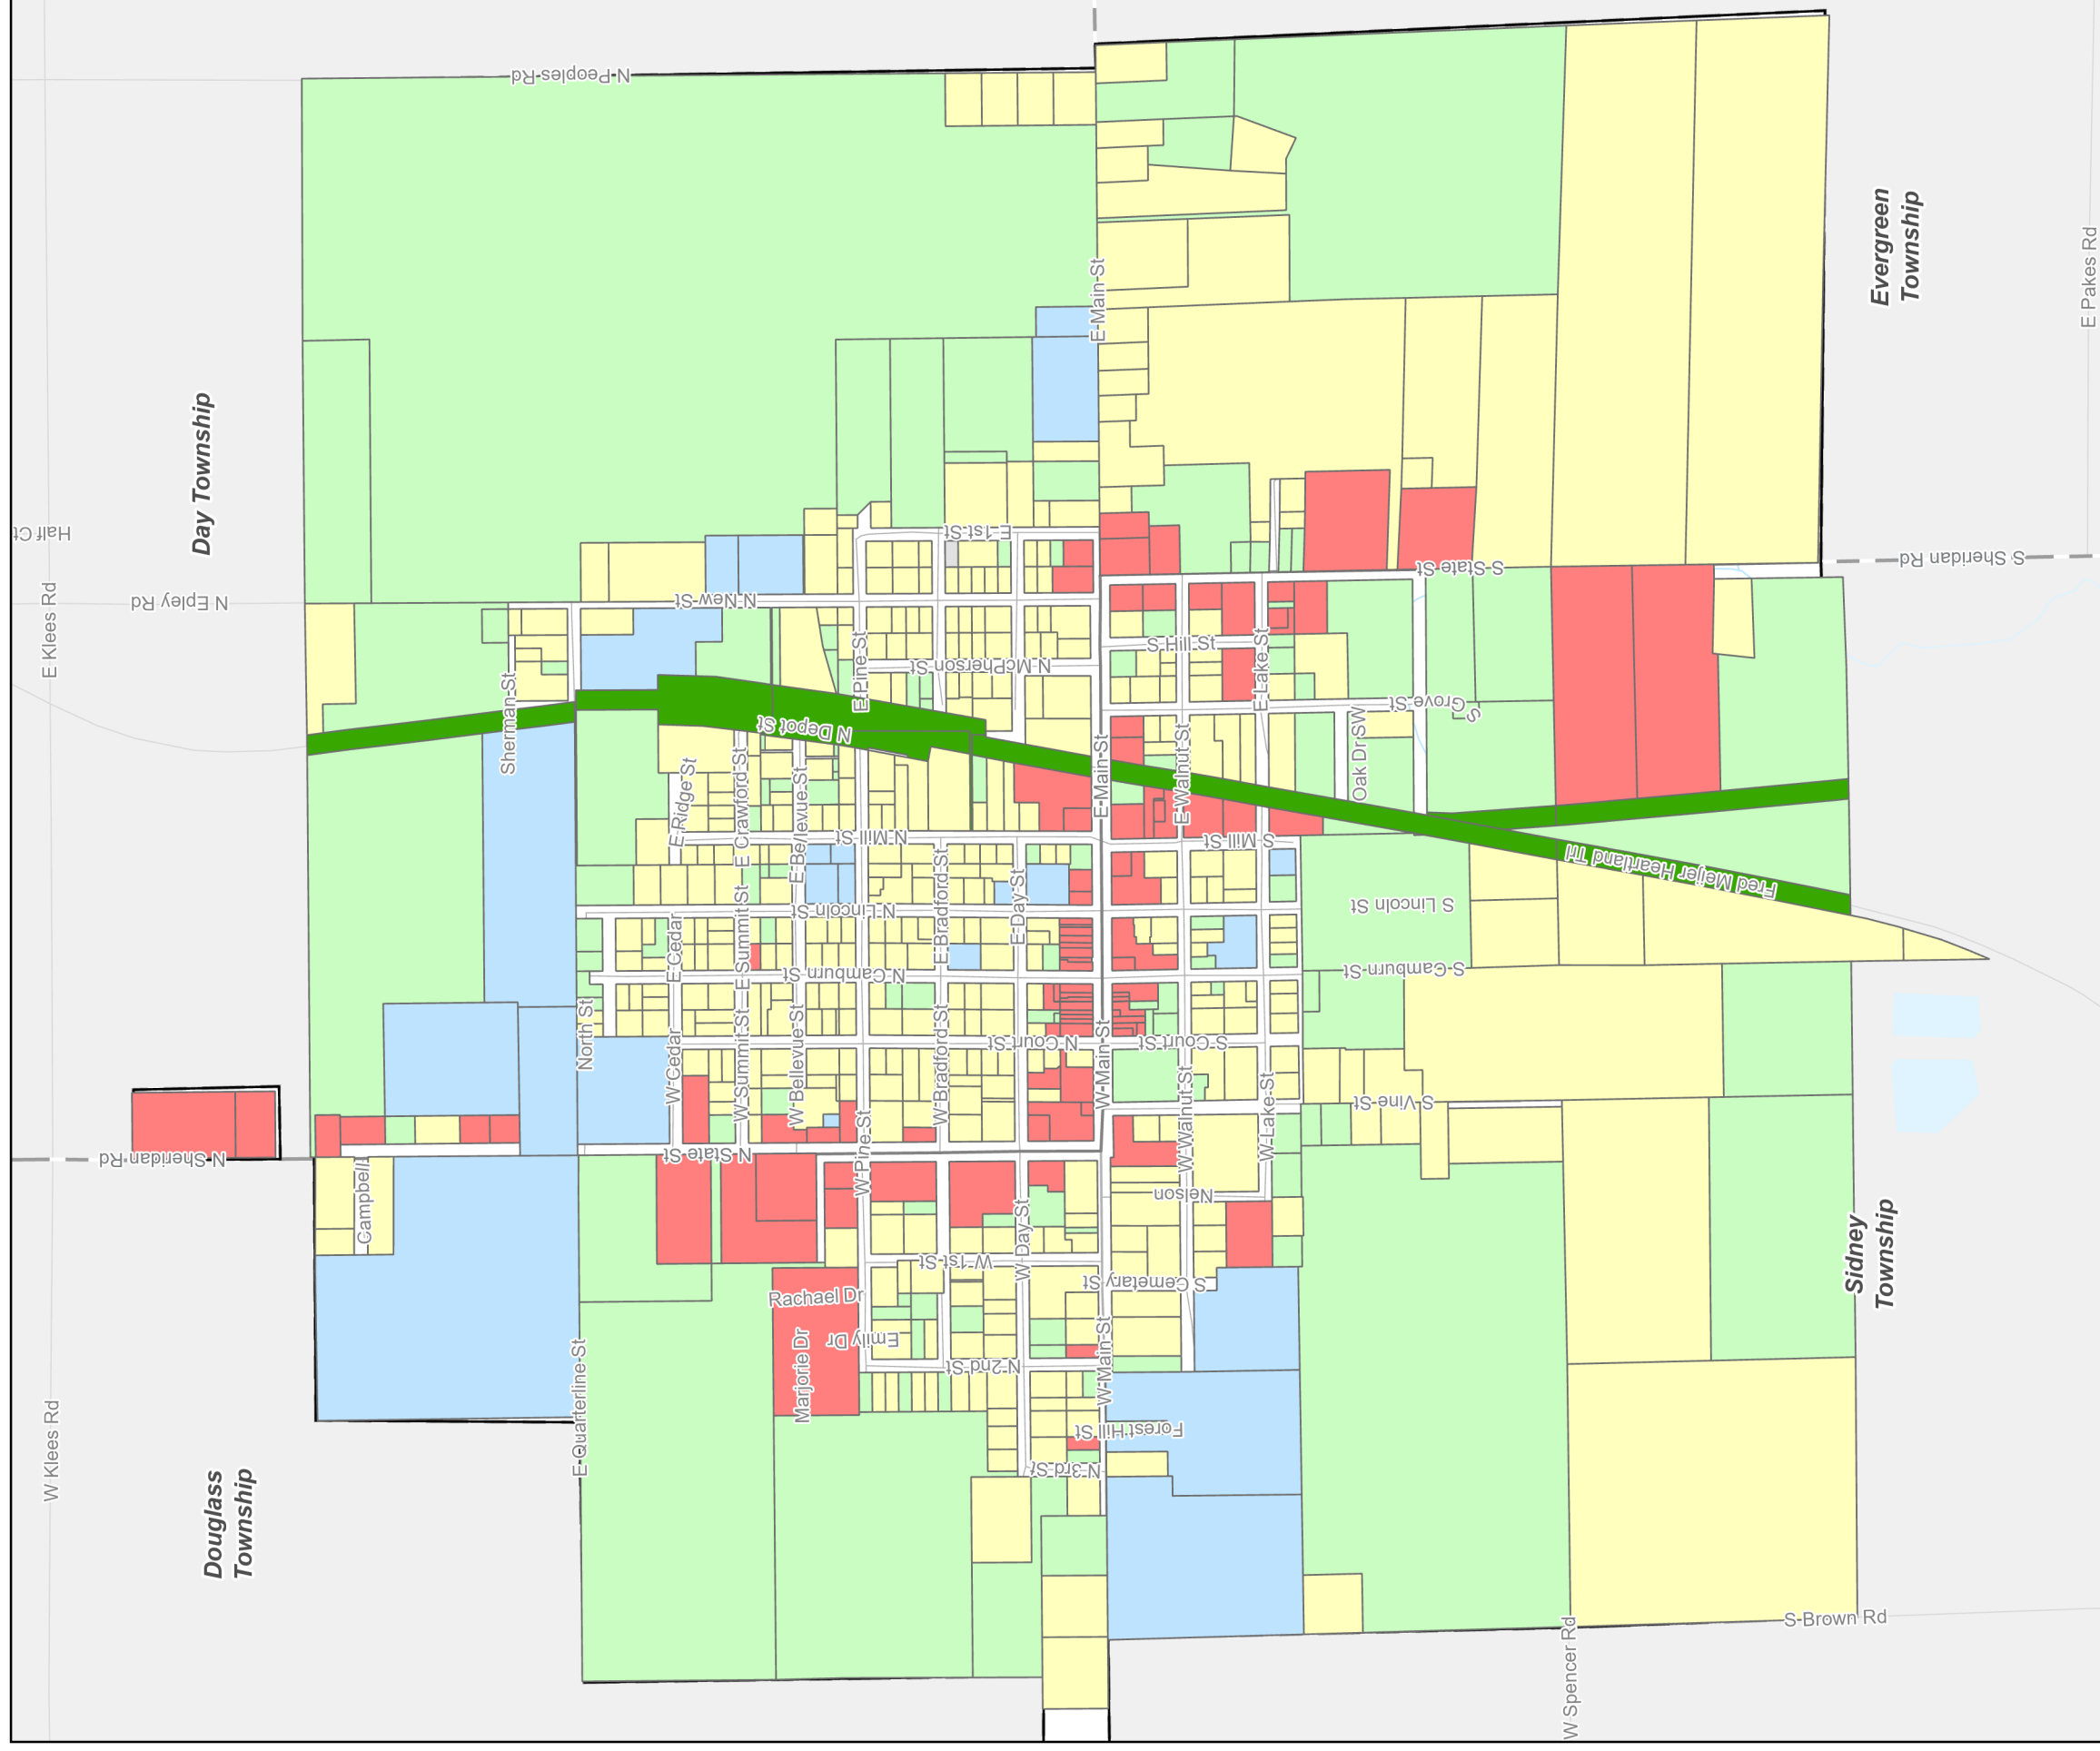 N Peoples Rd
Evergreen
Township
E Pakes Rd
E Main St
Day Township
Half Ct
E 1st St
S Sheridan Rd
S State St
E Klees Rd
N Epley Rd
N New St
S Hill St
E Lake St
E Pine St
N McPherson St
Sherman St
Grove St
S
N Depot St
Oak Dr SW
E Main St
E Walnut St
E Ridge St
E Crawford St
E Bellevue St
N Mill St
S Mill St
Fred Meijer Heartland Trl
E Bradford St
E Day St
E Summit St
N Lincoln St
S Lincoln St
E Cedar
N Camburn St
S Camburn St
North St
W Cedar
W Summit St
W Bellevue St
W Bradford St
N Court St
W Main St
S Court St
W Walnut St
W Lake St
S Vine St
N Sheridan Rd
N State St
W Pine St
Campbell
Nelson
W Day St
W 1st St
S Cemetary St
Sidney
Township
Rachael Dr
Emily Dr
Marjorie Dr
N 2nd St
W Main St
E Quarterline St
W Klees Rd
Forest Hill St
N 3rd St
Douglass
Township
S Brown Rd
W Spencer Rd